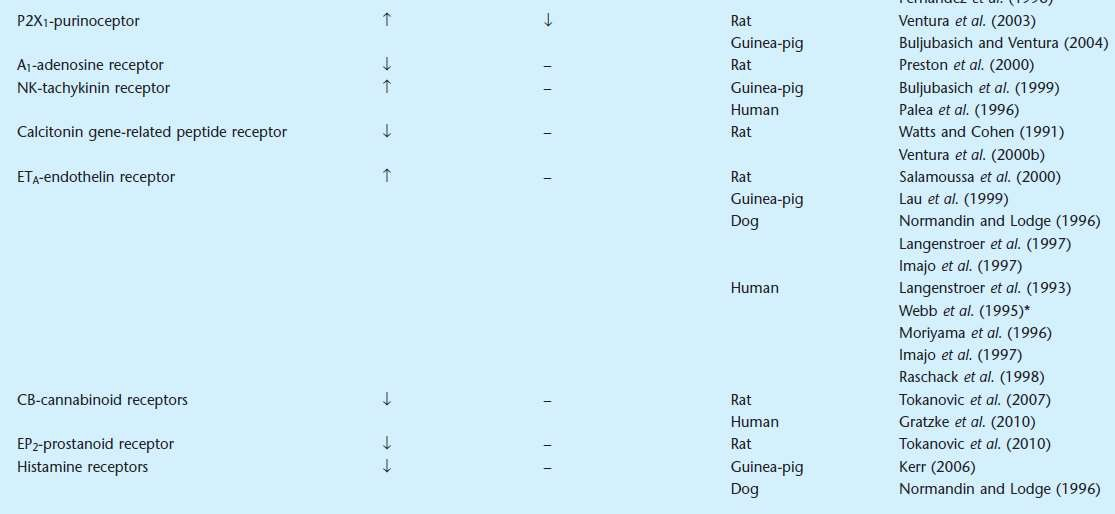 Fernandez et al. (1998)
P2X1-purinoceptor ↑ ↓ Rat Ventura et al. (2003)
Guinea-pig Buljubasich and Ventura (2004)
A1-adenosine receptor ↓ – Rat Preston et al. (2000)
NK-tachykinin receptor ↑ – Guinea-pig Buljubasich et al. (1999)
Human Palea et al. (1996)
Calcitonin gene-related peptide receptor ↓ – Rat Watts and Cohen (1991)
Ventura et al. (2000b)
ETA-endothelin receptor ↑ – Rat Salamoussa et al. (2000)
Guinea-pig Lau et al. (1999)
Dog Normandin and Lodge (1996)
Langenstroer et al. (1997)
Imajo et al. (1997)
Human Langenstroer et al. (1993)
Webb et al. (1995)*
Moriyama et al. (1996)
Imajo et al. (1997)
Raschack et al. (1998)
CB-cannabinoid receptors ↓ – Rat Tokanovic et al. (2007)
Human Gratzke et al. (2010)
EP2-prostanoid receptor ↓ – Rat Tokanovic et al. (2010)
Histamine receptors ↓ – Guinea-pig Kerr (2006)
Dog Normandin and Lodge (1996)